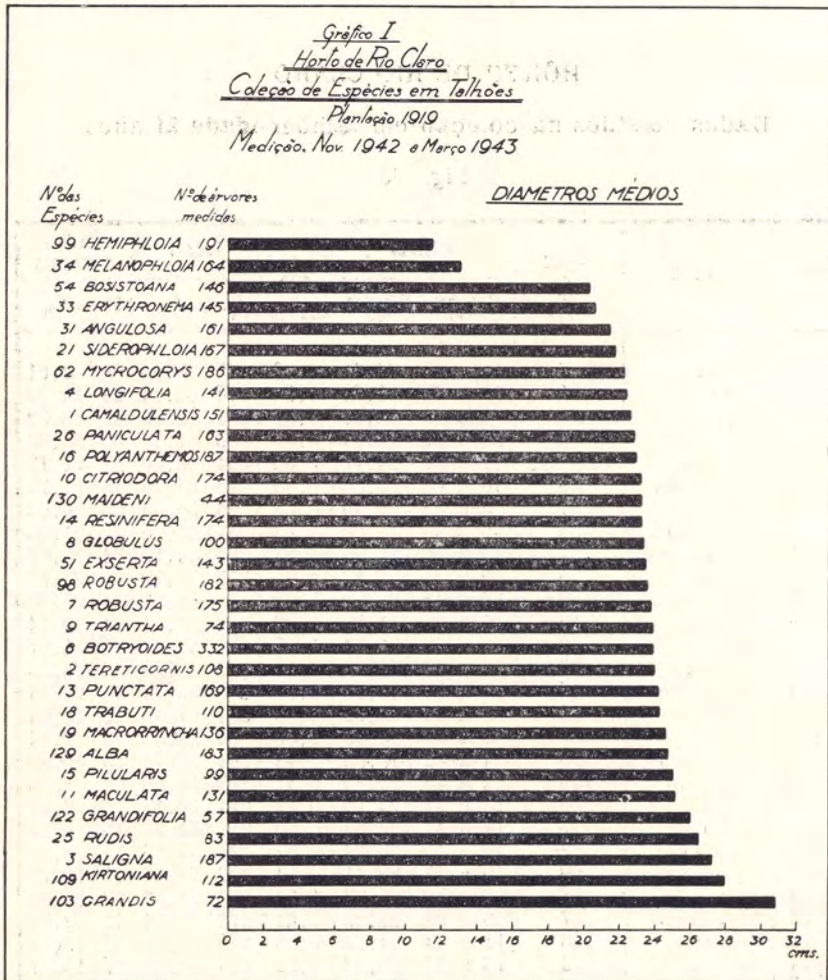 Gráfico I
Horto de Rio Claro
Coleção de Espécies em Talhões
Plantação 1919
Medição, Nov. 1942 a Março 1943
Nº das Espécies Nº de árvores medidas DIAMETROS MÉDIOS
99 HEMIPHLOIA 191
34 MELANOPHLOIA 164
54 BOSISTOANA 146
33 ERYTHRONEMA 145
31 ANGULOSA 161
21 SIDEROPHLOIA 167
62 MYCROCORYS 186
4 LONGIFOLIA 141
1 CAMALDULENSIS 151
26 PANICULATA 163
16 POLYANTHEMOS 187
10 CITRIODORA 174
130 MAIDENI 44
14 RESINIFERA 174
8 GLOBULUS 100
51 EXSERTA 143
98 ROBUSTA 182
7 ROBUSTA 175
9 TRIANTHA 74
6 BOTRYOIDES 332
2 TERETICORNIS 108
13 PUNCTATA 169
18 TRABUTI 110
19 MACRORRYNCHA 136
129 ALBA 183
15 PILULARIS 99
11 MACULATA 131
122 GRANDIFOLIA 57
25 RUDIS 83
3 SALIGNA 187
109 KIRTONIANA 112
103 GRANDIS 72
0 2 4 6 8 10 12 14 16 18 20 22 24 26 28 30 32
cms.